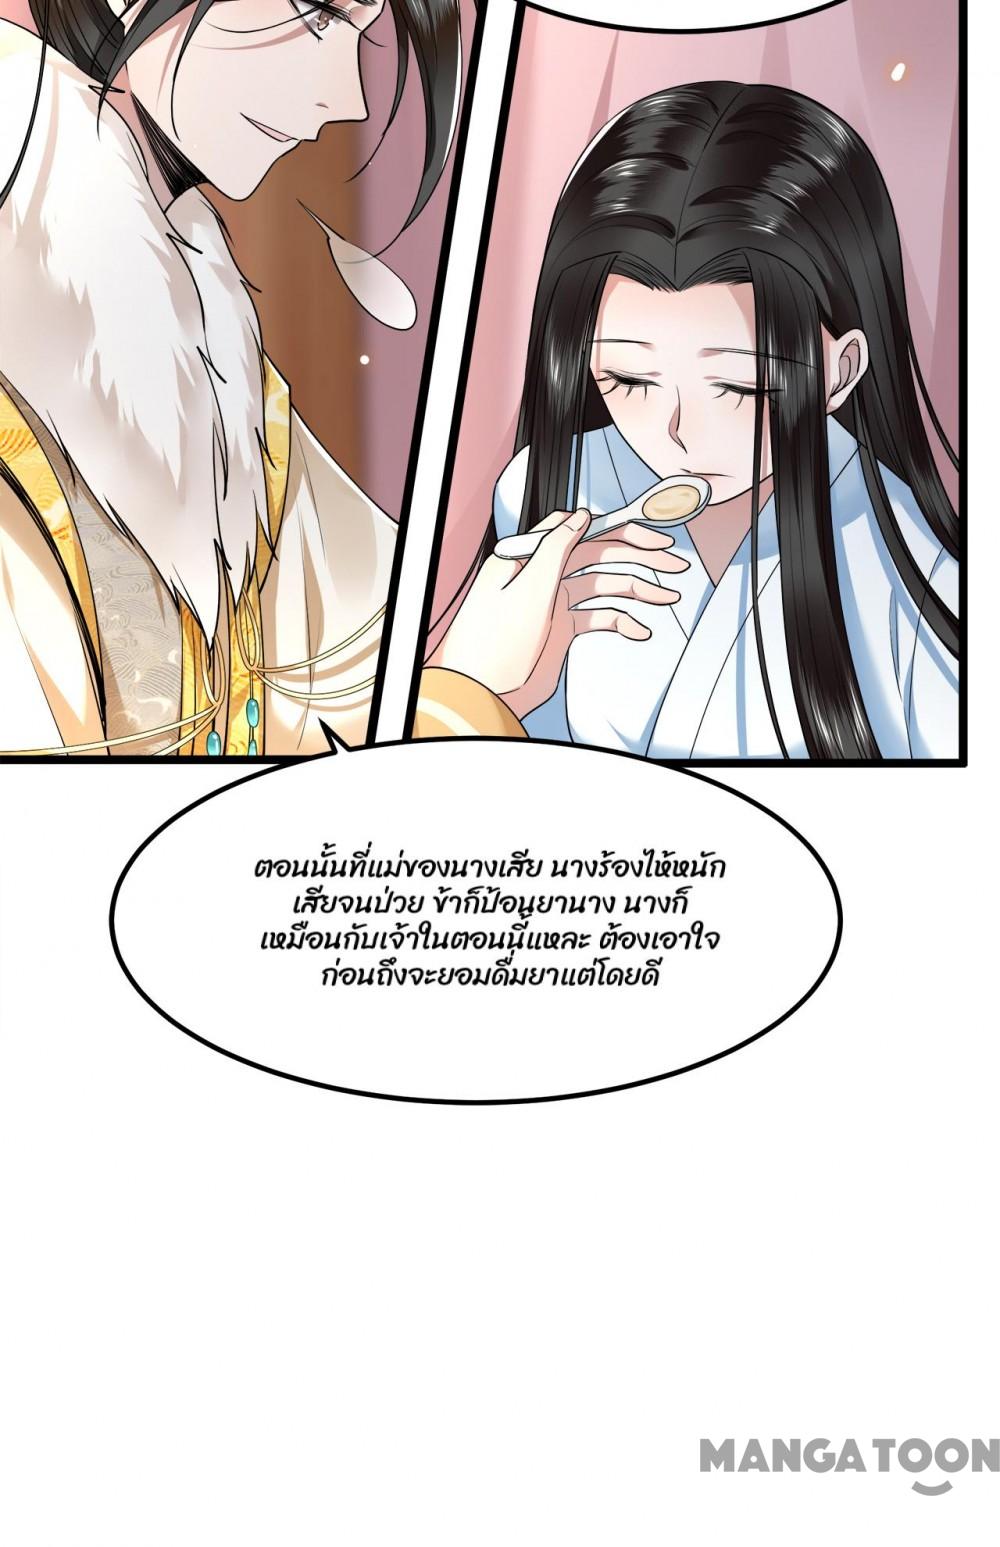 ตอนนั้นที่แม่ของนางเสีย นางร้องไห้หนัก
เสียจนป่วย ข้าก็ป้อนยานาง นางก็
เหมือนกับเจ้าในตอนนี้แหละ ต้องเอาใจ
ก่อนถึงจะยอมดื่มยาแต่โดยดี
MANGATOON